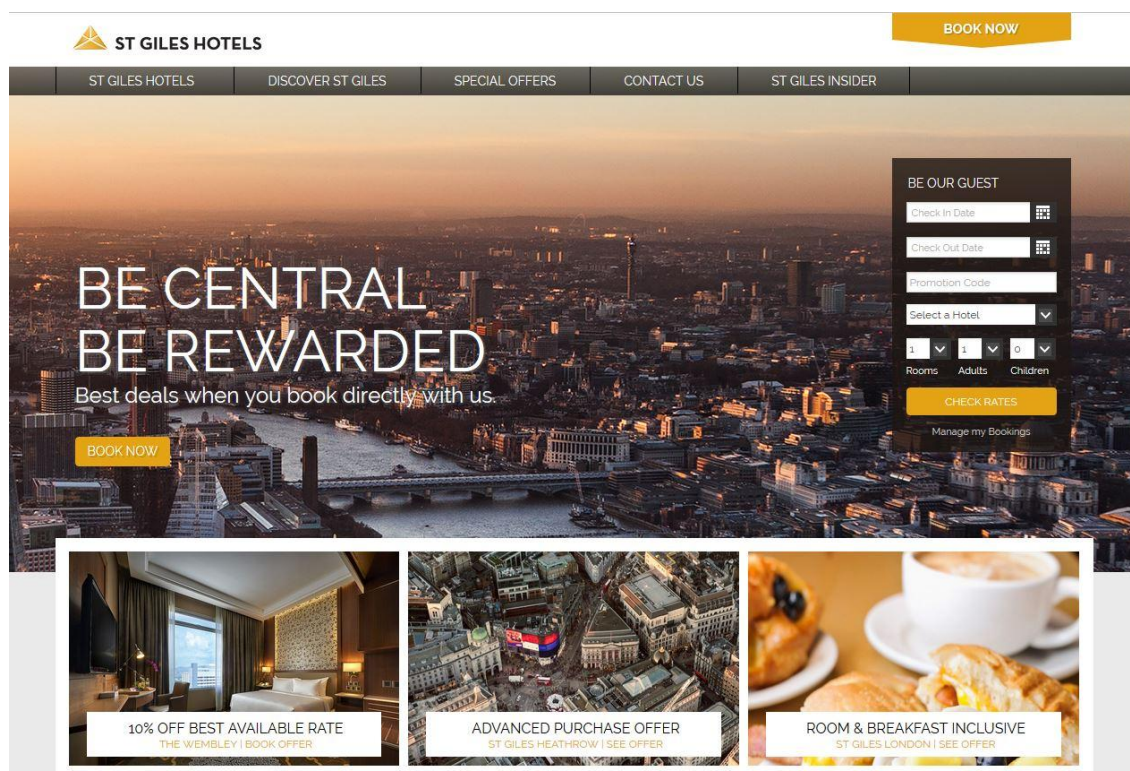 ST GILES HOTELS
BOOK NOW
ST GILES HOTELS
DISCOVER ST GILES
SPECIAL OFFERS
CONTACT US
ST GILES INSIDER
BE CENTRAL
BE REWARDED
Best deals when you book directly with us.
BOOK NOW
BE OUR GUEST
Check In Date
Check Out Date
Promotion Code
Select a Hotel
1 1 0
Rooms Adults Children
CHECK RATES
Manage my Bookings
10% OFF BEST AVAILABLE RATE
THE WEMBLEY | BOOK OFFER
ADVANCED PURCHASE OFFER
ST GILES HEATHROW | SEE OFFER
ROOM & BREAKFAST INCLUSIVE
ST GILES LONDON | SEE OFFER